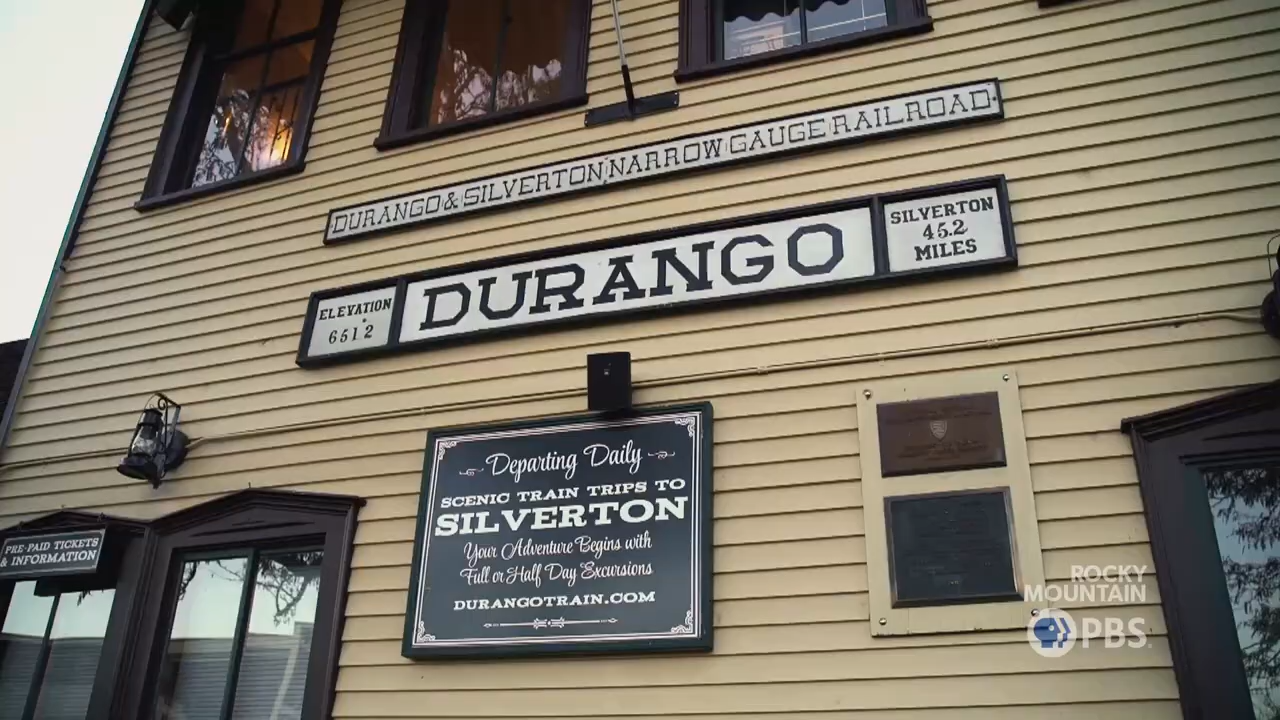 DURANGO & SILVERTON NARROW GAUGE RAILROAD
ELEVATION
6512
DURANGO
SILVERTON
45.2
MILES
Departing Daily
SCENIC TRAIN TRIPS TO
SILVERTON
Your Adventure Begins with
Full or Half Day Excursions
DURANGOTRAIN.COM
PRE-PAID TICKETS
& INFORMATION
ROCKY
MOUNTAIN
PBS